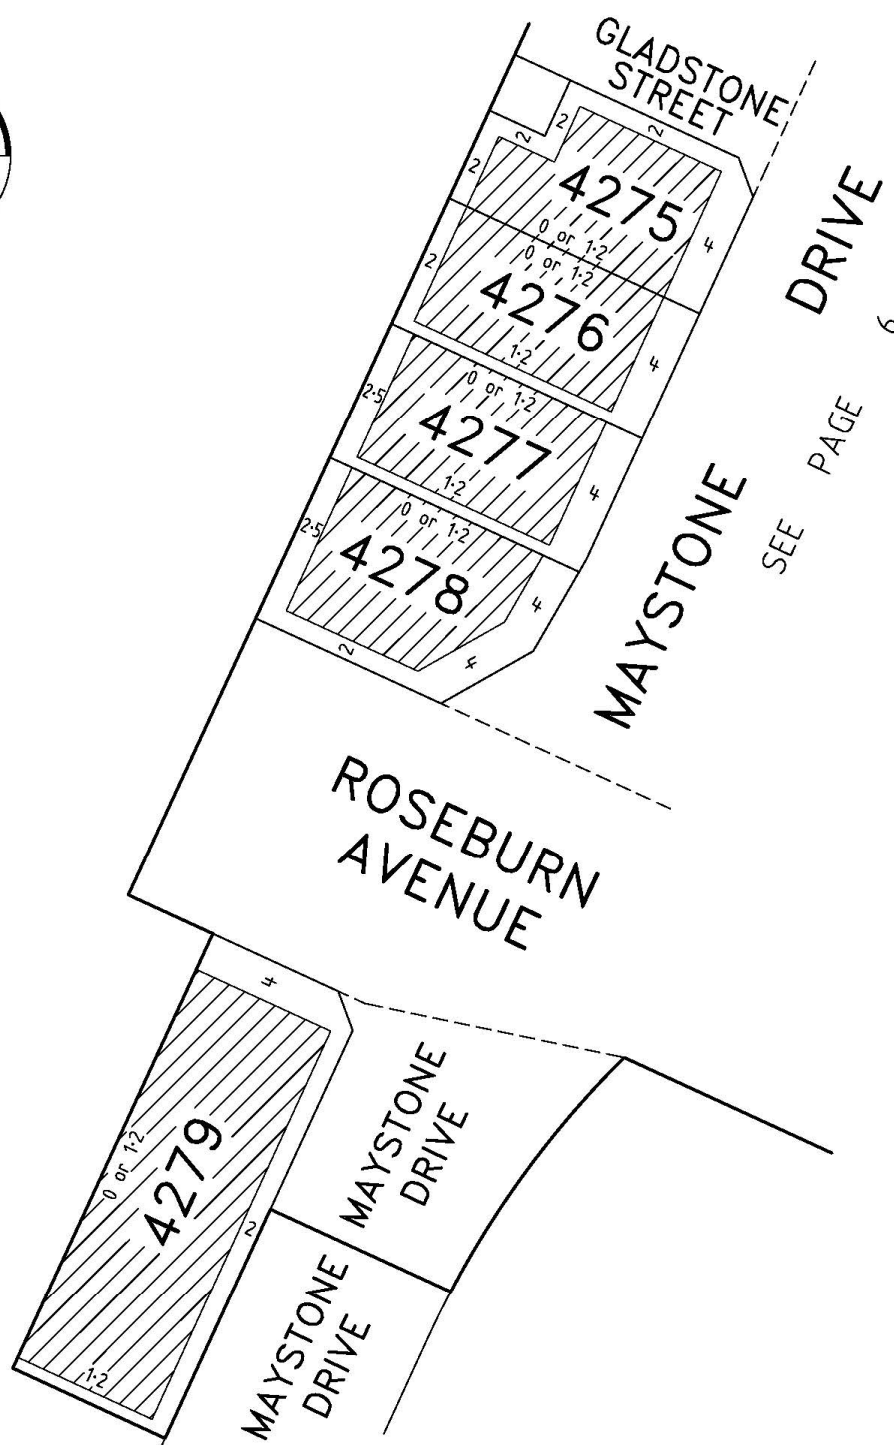 GLADSTONE
STREET
2
2
2
2
4275
4
0 or 1·2
0 or 1·2
2
4276
4
1·2
0 or 1·2
2·5
4277
4
1·2
0 or 1·2
2·5
4278
4
4
2
MAYSTONE DRIVE
SEE PAGE 6
ROSEBURN
AVENUE
4
0 or 1·2
4279
2
1·2
MAYSTONE
DRIVE
MAYSTONE
DRIVE